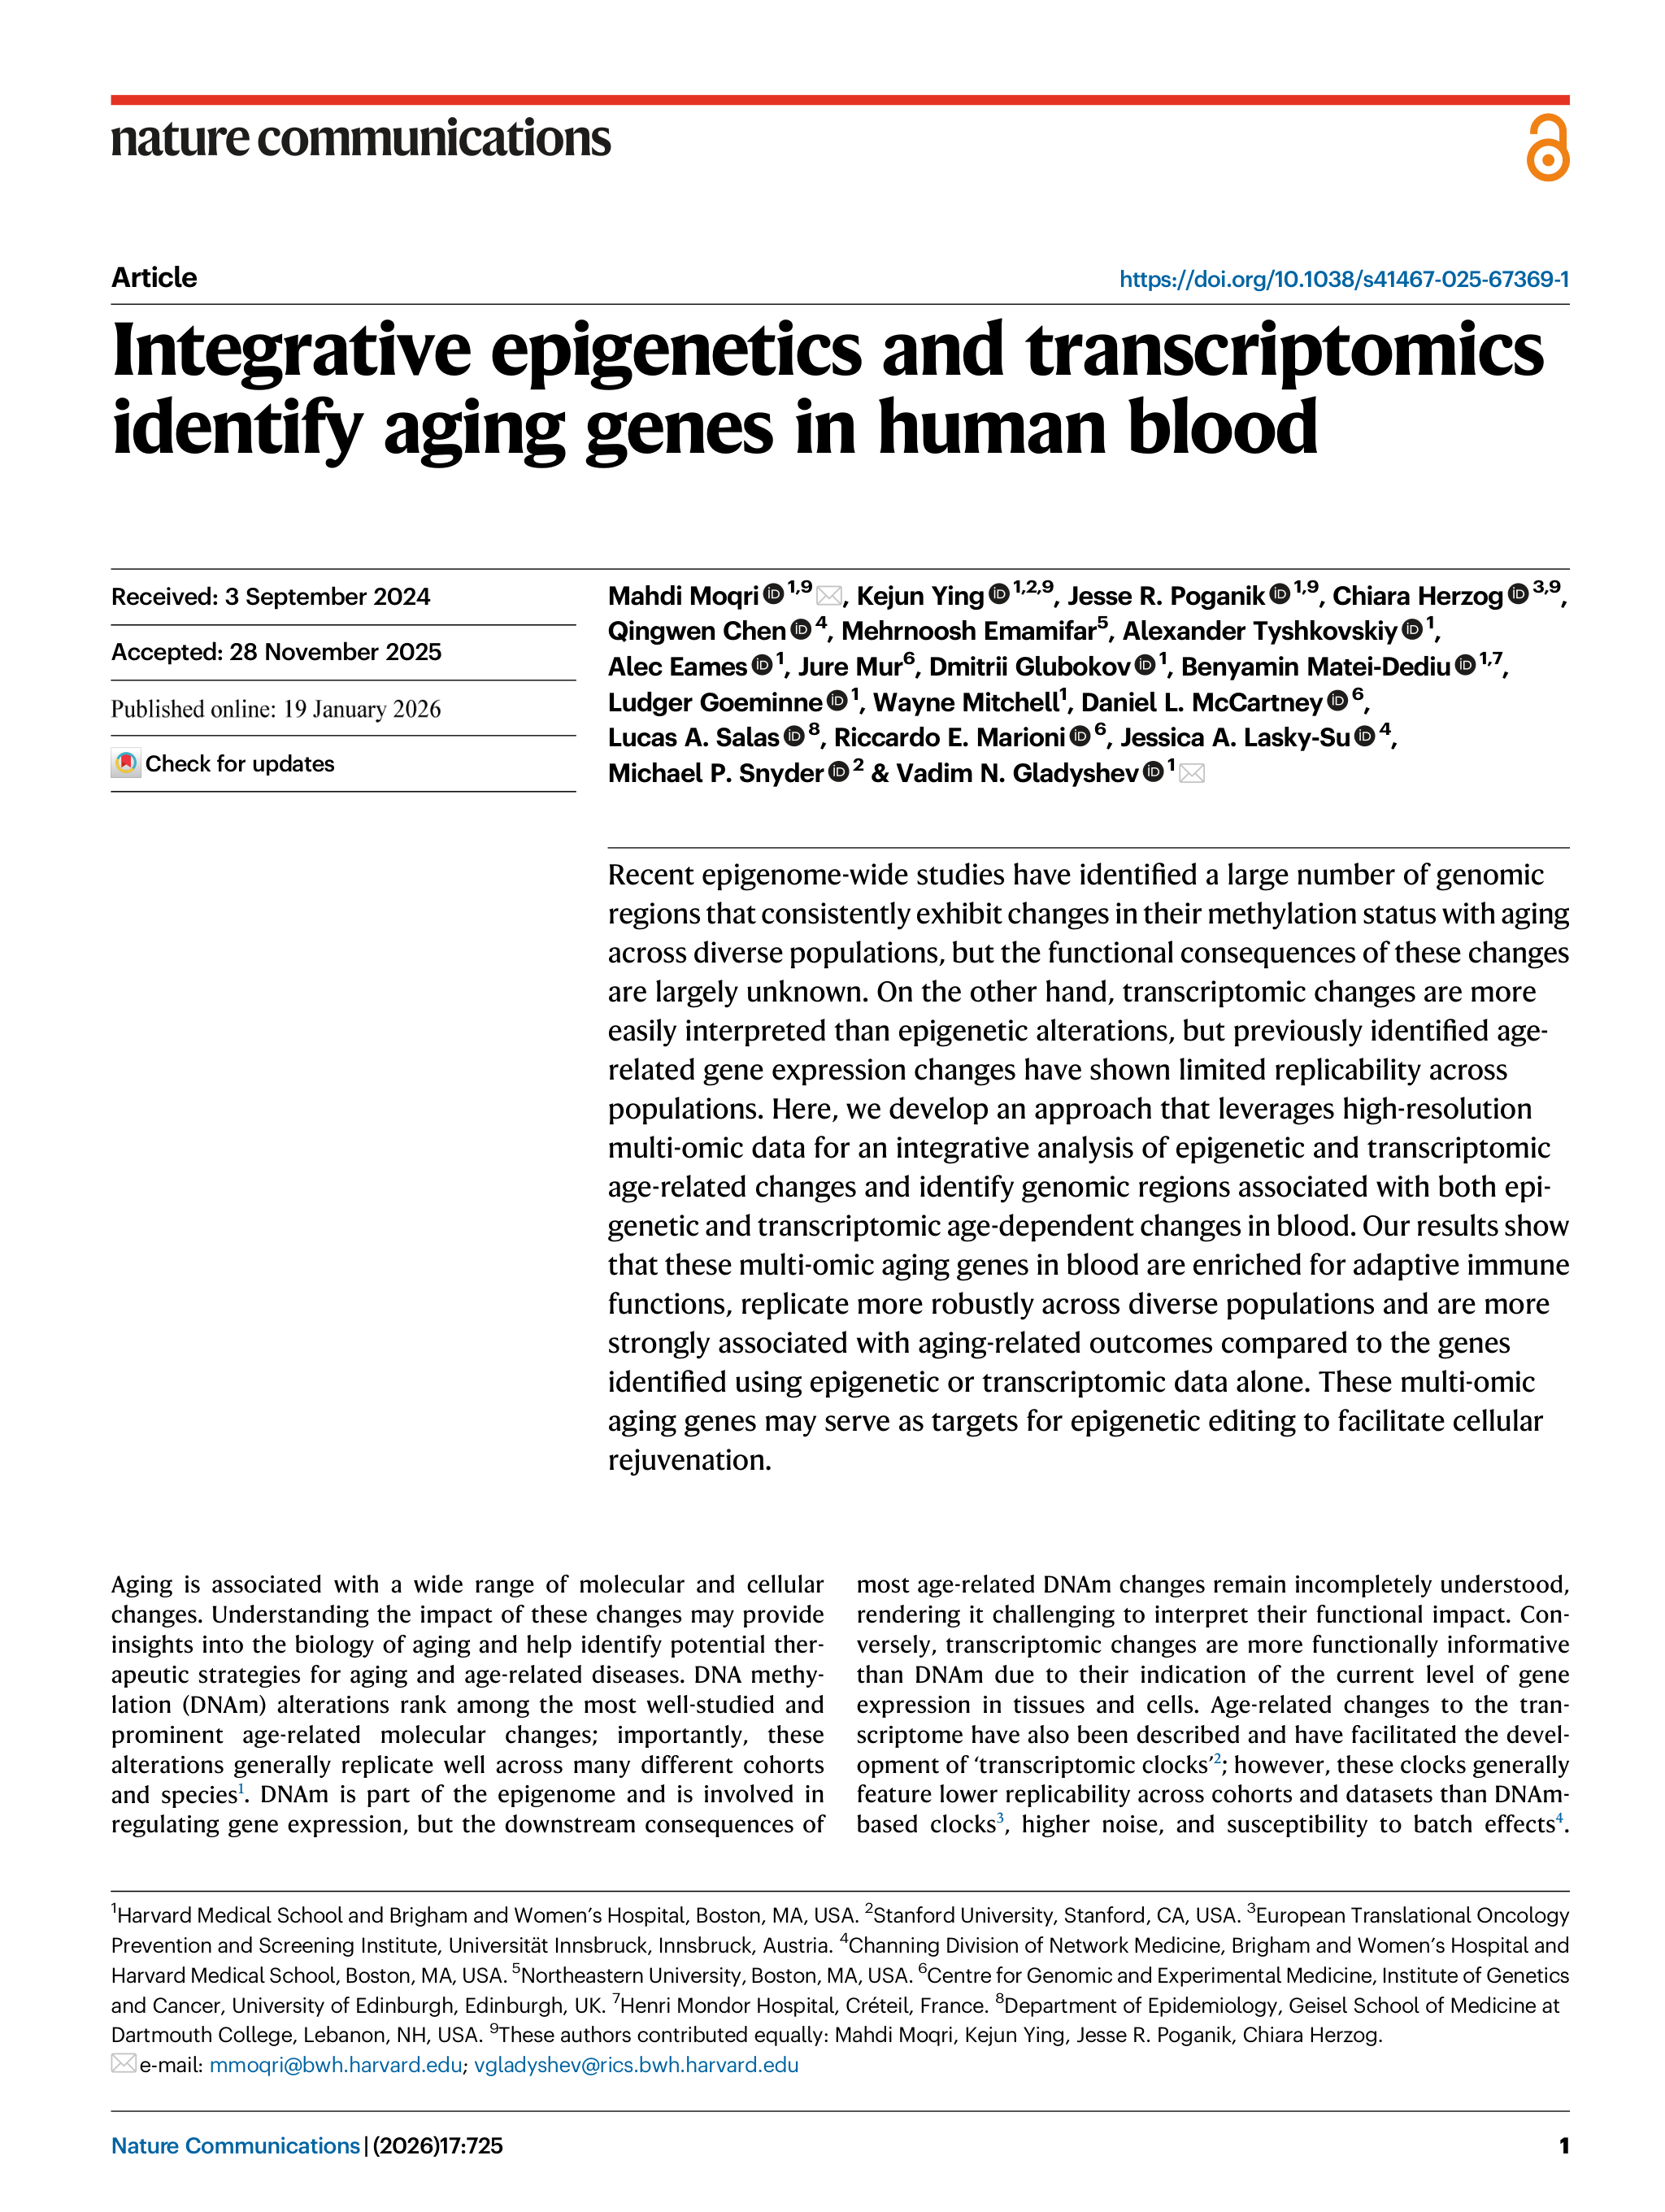 nature communications
Article
https://doi.org/10.1038/s41467-025-67369-1
Integrative epigenetics and transcriptomics
identify aging genes in human blood
Received: 3 September 2024
Accepted: 28 November 2025
Published online: 19 January 2026
Check for updates
Mahdi Moqri iD 1,9, Kejun Ying iD 1,2,9, Jesse R. Poganik iD 1,9, Chiara Herzog iD 3,9,
Qingwen Chen iD 4, Mehrnoosh Emamifar5, Alexander Tyshkovskiy iD 1,
Alec Eames iD 1, Jure Mur6, Dmitrii Glubokov iD 1, Benyamin Matei-Dediu iD 1,7,
Ludger Goeminne iD 1, Wayne Mitchell1, Daniel L. McCartney iD 6,
Lucas A. Salas iD 8, Riccardo E. Marioni iD 6, Jessica A. Lasky-Su iD 4,
Michael P. Snyder iD 2 & Vadim N. Gladyshev iD 1
Recent epigenome-wide studies have identified a large number of genomic
regions that consistently exhibit changes in their methylation status with aging
across diverse populations, but the functional consequences of these changes
are largely unknown. On the other hand, transcriptomic changes are more
easily interpreted than epigenetic alterations, but previously identified age-
related gene expression changes have shown limited replicability across
populations. Here, we develop an approach that leverages high-resolution
multi-omic data for an integrative analysis of epigenetic and transcriptomic
age-related changes and identify genomic regions associated with both epi-
genetic and transcriptomic age-dependent changes in blood. Our results show
that these multi-omic aging genes in blood are enriched for adaptive immune
functions, replicate more robustly across diverse populations and are more
strongly associated with aging-related outcomes compared to the genes
identified using epigenetic or transcriptomic data alone. These multi-omic
aging genes may serve as targets for epigenetic editing to facilitate cellular
rejuvenation.
Aging is associated with a wide range of molecular and cellular
changes. Understanding the impact of these changes may provide
insights into the biology of aging and help identify potential ther-
apeutic strategies for aging and age-related diseases. DNA methy-
lation (DNAm) alterations rank among the most well-studied and
prominent age-related molecular changes; importantly, these
alterations generally replicate well across many different cohorts
and species1. DNAm is part of the epigenome and is involved in
regulating gene expression, but the downstream consequences of
most age-related DNAm changes remain incompletely understood,
rendering it challenging to interpret their functional impact. Con-
versely, transcriptomic changes are more functionally informative
than DNAm due to their indication of the current level of gene
expression in tissues and cells. Age-related changes to the tran-
scriptome have also been described and have facilitated the devel-
opment of ‘transcriptomic clocks’2; however, these clocks generally
feature lower replicability across cohorts and datasets than DNAm-
based clocks3, higher noise, and susceptibility to batch effects4.
1Harvard Medical School and Brigham and Women’s Hospital, Boston, MA, USA. 2Stanford University, Stanford, CA, USA. 3European Translational Oncology
Prevention and Screening Institute, Universität Innsbruck, Innsbruck, Austria. 4Channing Division of Network Medicine, Brigham and Women’s Hospital and
Harvard Medical School, Boston, MA, USA. 5Northeastern University, Boston, MA, USA. 6Centre for Genomic and Experimental Medicine, Institute of Genetics
and Cancer, University of Edinburgh, Edinburgh, UK. 7Henri Mondor Hospital, Créteil, France. 8Department of Epidemiology, Geisel School of Medicine at
Dartmouth College, Lebanon, NH, USA. 9These authors contributed equally: Mahdi Moqri, Kejun Ying, Jesse R. Poganik, Chiara Herzog.
e-mail: mmoqri@bwh.harvard.edu; vgladyshev@rics.bwh.harvard.edu
Nature Communications | (2026)17:725
1